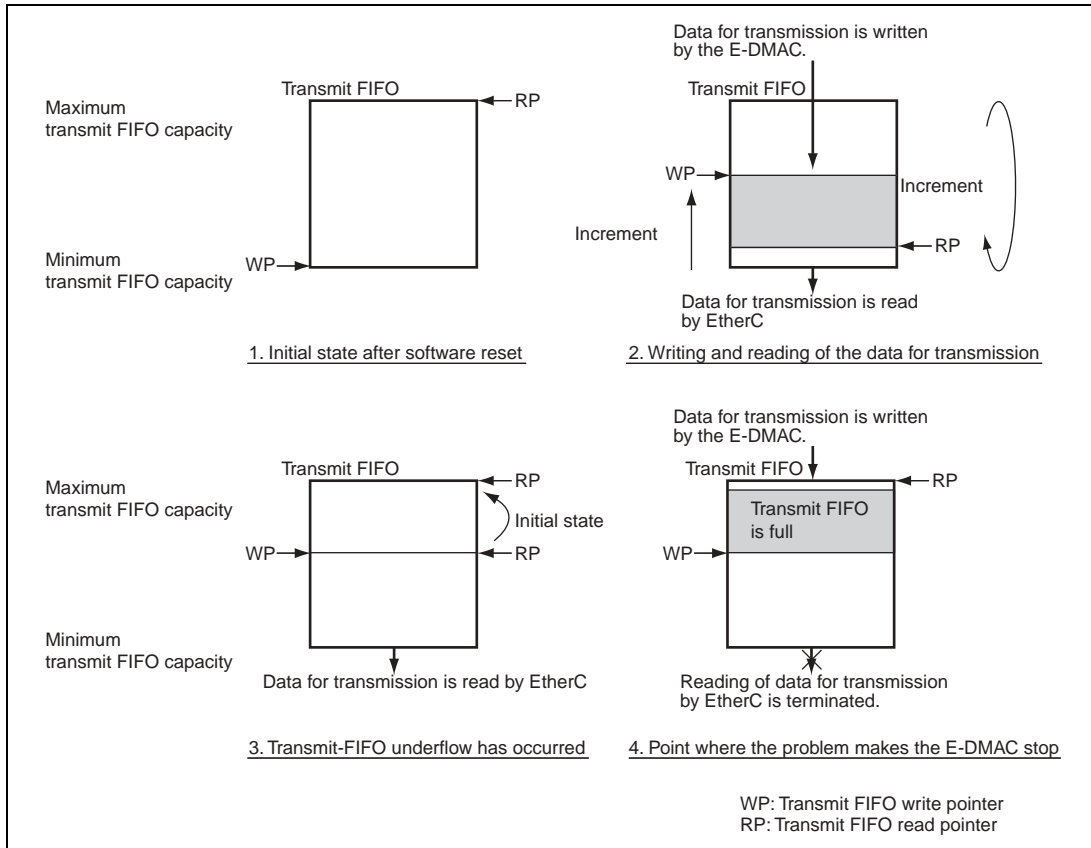 Data for transmission is written
by the E-DMAC.
Transmit FIFO
RP
Maximum
transmit FIFO capacity
WP
Minimum
transmit FIFO capacity
1. Initial state after software reset
Transmit FIFO
WP
Increment
Increment
RP
Data for transmission is read
by EtherC
2. Writing and reading of the data for transmission
Transmit FIFO
RP
Maximum
transmit FIFO capacity
Initial state
WP
RP
Minimum
transmit FIFO capacity
Data for transmission is read by EtherC
3. Transmit-FIFO underflow has occurred
Data for transmission is written
by the E-DMAC.
Transmit FIFO
RP
Transmit FIFO
is full
WP
Reading of data for transmission
by EtherC is terminated.
4. Point where the problem makes the E-DMAC stop
WP: Transmit FIFO write pointer
RP: Transmit FIFO read pointer